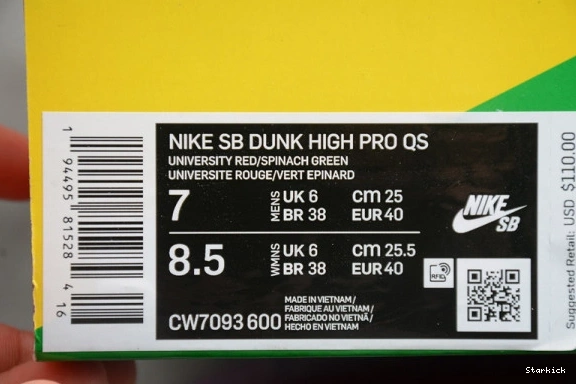 NIKE SB DUNK HIGH PRO QS
UNIVERSITY RED/SPINACH GREEN
UNIVERSITE ROUGE/VERT EPINARD
7 MENS UK 6 CM 25
BR 38 EUR 40
8.5 WMNS UK 6 CM 25.5
BR 38 EUR 40
NIKE
SB
RFID
CW7093 600
MADE IN VIETNAM/
FABRIQUE AU VIETNAM/
FABRICADO NO VIETNÃ/
HECHO EN VIETNAM
1 94495 81528 4 16
Suggested Retail: USD $110.00
Starkick